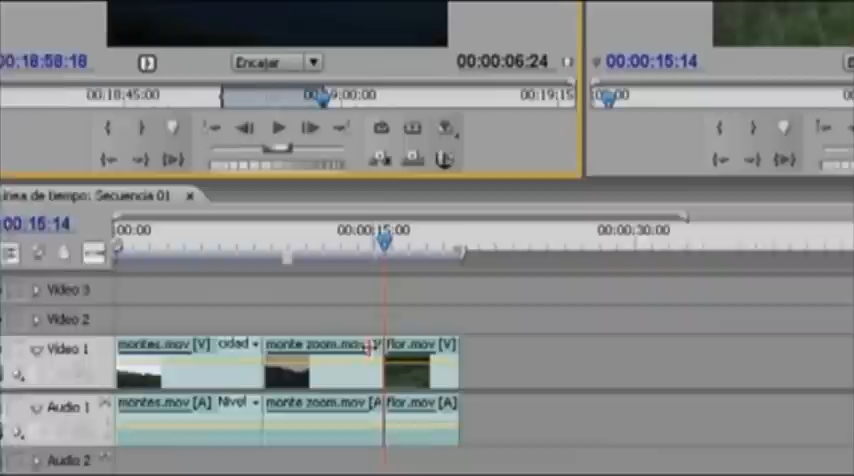 00:18:58:18
Encajar
00:00:06:24
00:00:15:14
00:18:45:00
00:19:15
Línea de tiempo: Secuencia 01 x
00:15:14
00:00
00:00:15:00
00:00:30:00
Video 3
Video 2
Video 1
montes.mov [V] cidad
monte zoom.mov
flor.mov [V]
Audio 1
montes.mov [A] Nivel
monte zoom.mov [A
flor.mov [A]
Audio 2